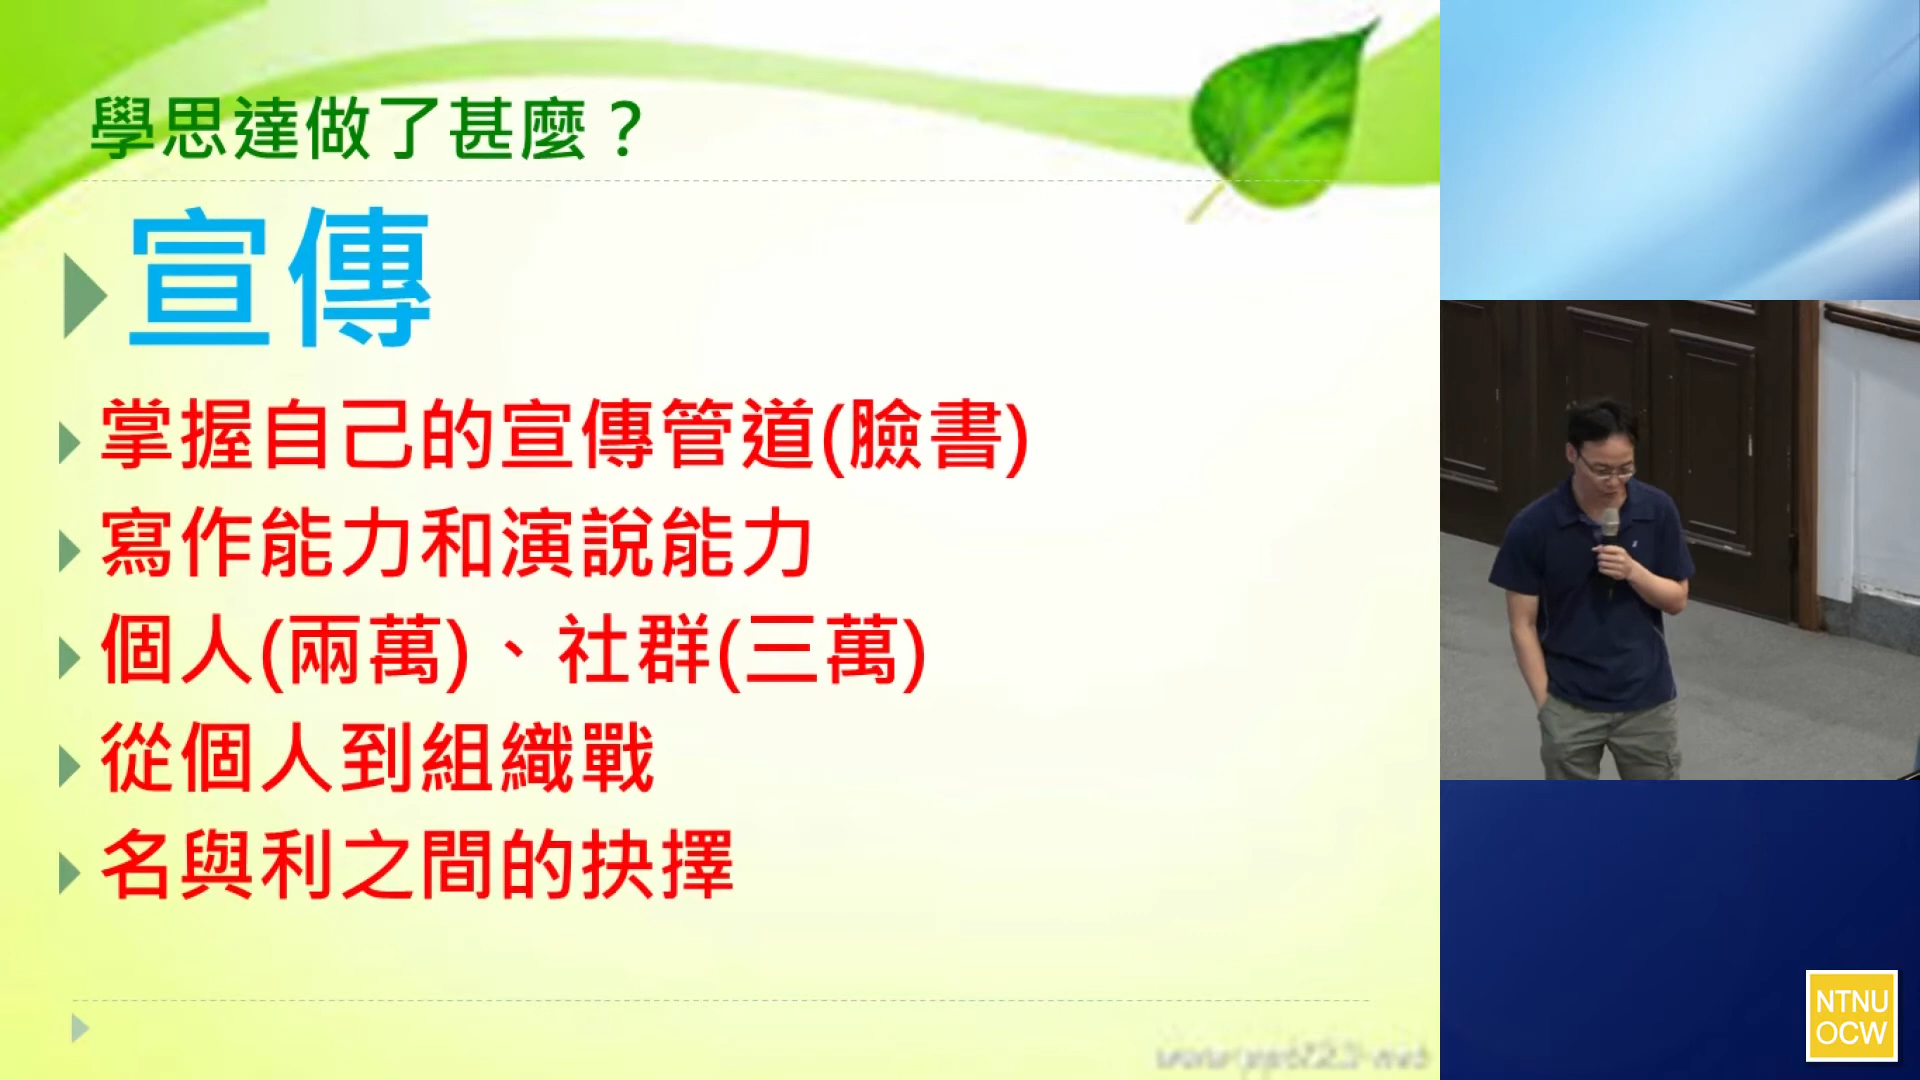 學思達做了甚麼？
宣傳
掌握自己的宣傳管道(臉書)
寫作能力和演說能力
個人(兩萬)、社群(三萬)
從個人到組織戰
名與利之間的抉擇
NTNU
OCW